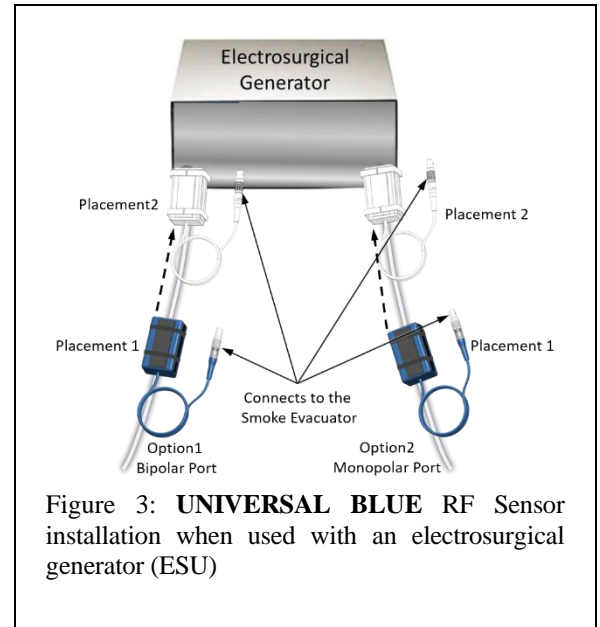 Electrosurgical
Generator
Placement2
Placement 2
Placement 1
Placement 1
Connects to the
Smoke Evacuator
Option1
Bipolar Port
Option2
Monopolar Port
Figure 3: UNIVERSAL BLUE RF Sensor
installation when used with an electrosurgical
generator (ESU)